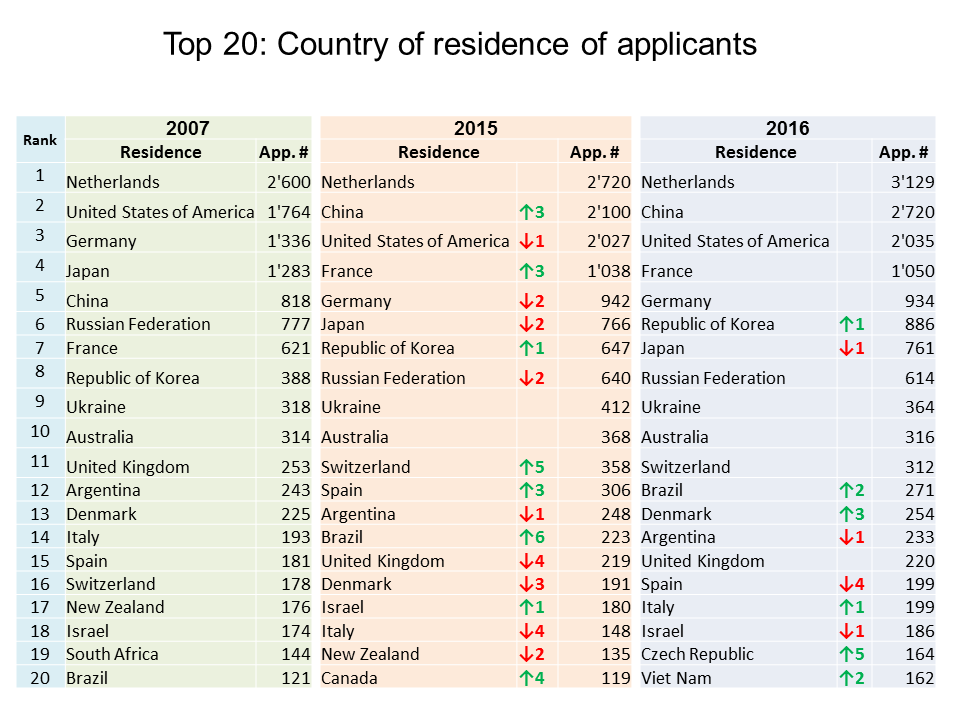 Top 20: Country of residence of applicants
Rank 2007 2015 2016
Residence App. # Residence App. # Residence App. #
1 Netherlands 2'600 Netherlands 2'720 Netherlands 3'129
2 United States of America 1'764 China ↑3 2'100 China 2'720
3 Germany 1'336 United States of America ↓1 2'027 United States of America 2'035
4 Japan 1'283 France ↑3 1'038 France 1'050
5 China 818 Germany ↓2 942 Germany 934
6 Russian Federation 777 Japan ↓2 766 Republic of Korea ↑1 886
7 France 621 Republic of Korea ↑1 647 Japan ↓1 761
8 Republic of Korea 388 Russian Federation ↓2 640 Russian Federation 614
9 Ukraine 318 Ukraine 412 Ukraine 364
10 Australia 314 Australia 368 Australia 316
11 United Kingdom 253 Switzerland ↑5 358 Switzerland 312
12 Argentina 243 Spain ↑3 306 Brazil ↑2 271
13 Denmark 225 Argentina ↓1 248 Denmark ↑3 254
14 Italy 193 Brazil ↑6 223 Argentina ↓1 233
15 Spain 181 United Kingdom ↓4 219 United Kingdom 220
16 Switzerland 178 Denmark ↓3 191 Spain ↓4 199
17 New Zealand 176 Israel ↑1 180 Italy ↑1 199
18 Israel 174 Italy ↓4 148 Israel ↓1 186
19 South Africa 144 New Zealand ↓2 135 Czech Republic ↑5 164
20 Brazil 121 Canada ↑4 119 Viet Nam ↑2 162